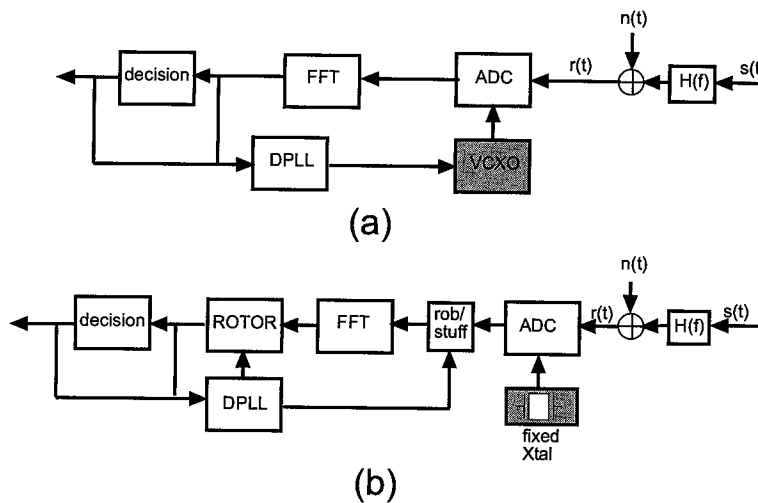 n(t)
decision
FFT
ADC
r(t)
H(f)
s(t
DPLL
VCXO
(a)
n(t)
decision
ROTOR
FFT
rob/
stuff
ADC
r(t)
H(f)
s(t)
DPLL
fixed
Xtal
(b)